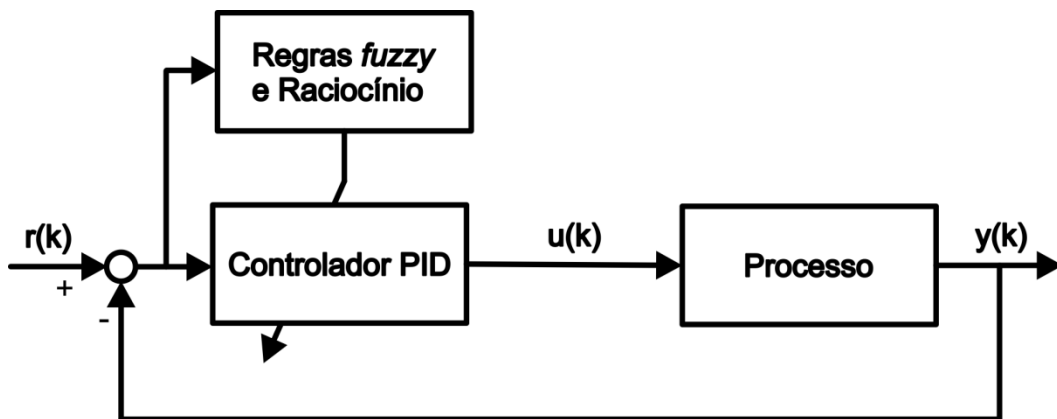 Regras fuzzy
e Raciocínio
r(k)
+
-
Controlador PID
u(k)
Processo
y(k)